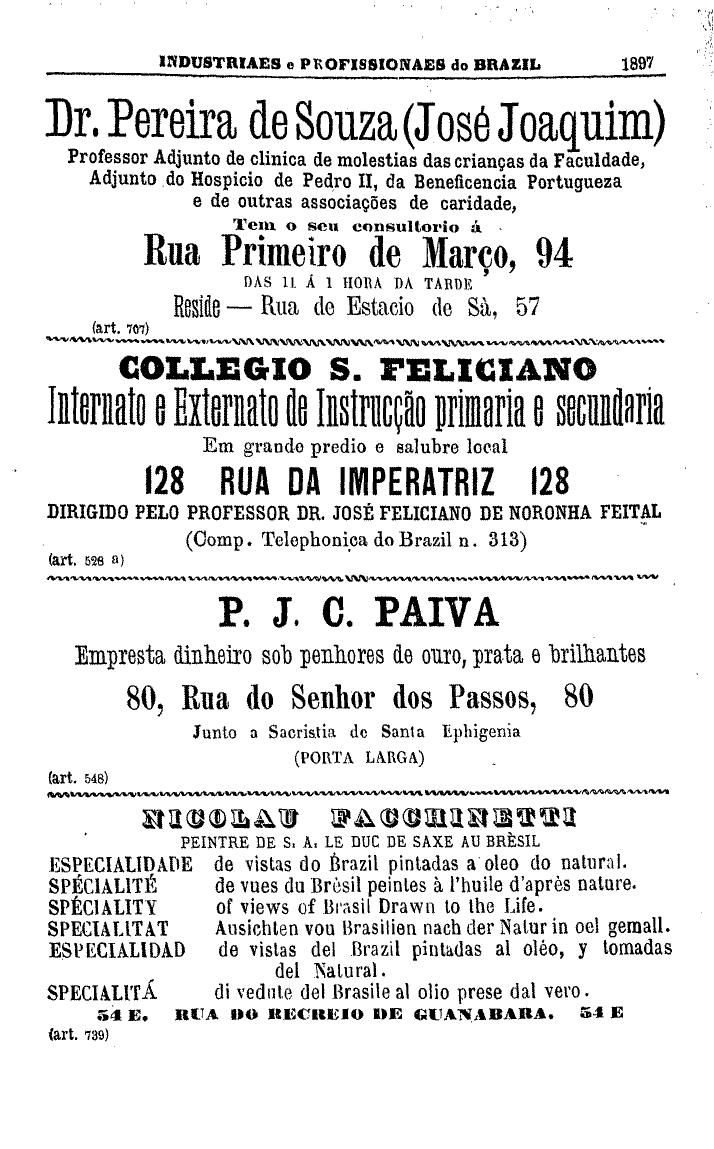 INDUSTRIAES e PROFISSIONAES do BRAZIL 1897
Dr. Pereira de Souza (José Joaquim)
Professor Adjunto de clinica de molestias das crianças da Faculdade,
Adjunto do Hospicio de Pedro II, da Beneficencia Portugueza
e de outras associações de caridade,
Tem o seu consultorio á
Rua Primeiro de Março, 94
DAS 11 Á 1 HORA DA TARDE
Reside — Rua de Estacio de Sà, 57
(art. 707)
COLLEGIO S. FELICIANO
Internato e Externato de Instrucção primaria e secundaria
Em grande predio e salubre local
128 RUA DA IMPERATRIZ 128
DIRIGIDO PELO PROFESSOR DR. JOSÉ FELICIANO DE NORONHA FEITAL
(Comp. Telephonica do Brazil n. 313)
(art. 528 a)
P. J. C. PAIVA
Empresta dinheiro sob penhores de ouro, prata e brilhantes
80, Rua do Senhor dos Passos, 80
Junto a Sacristia de Santa Ephigenia
(PORTA LARGA)
(art. 548)
NICOLAU FACCHINETTI
PEINTRE DE S. A. LE DUC DE SAXE AU BRÈSIL
ESPECIALIDADE de vistas do Brazil pintadas a oleo do natural.
SPÉCIALITÉ de vues du Brèsil peintes à l'huile d'après nature.
SPÉCIALITY of views of Brasil Drawn to the Life.
SPECIALITAT Ansichten vou Brasilien nach der Natur in oel gemall.
ESPECIALIDAD de vistas del Brazil pintadas al oléo, y tomadas
del Natural.
SPECIALITÁ di vedute del Brasile al olio prese dal vero.
54 E. RUA DO RECREIO DE GUANABARA. 54 E
(art. 739)